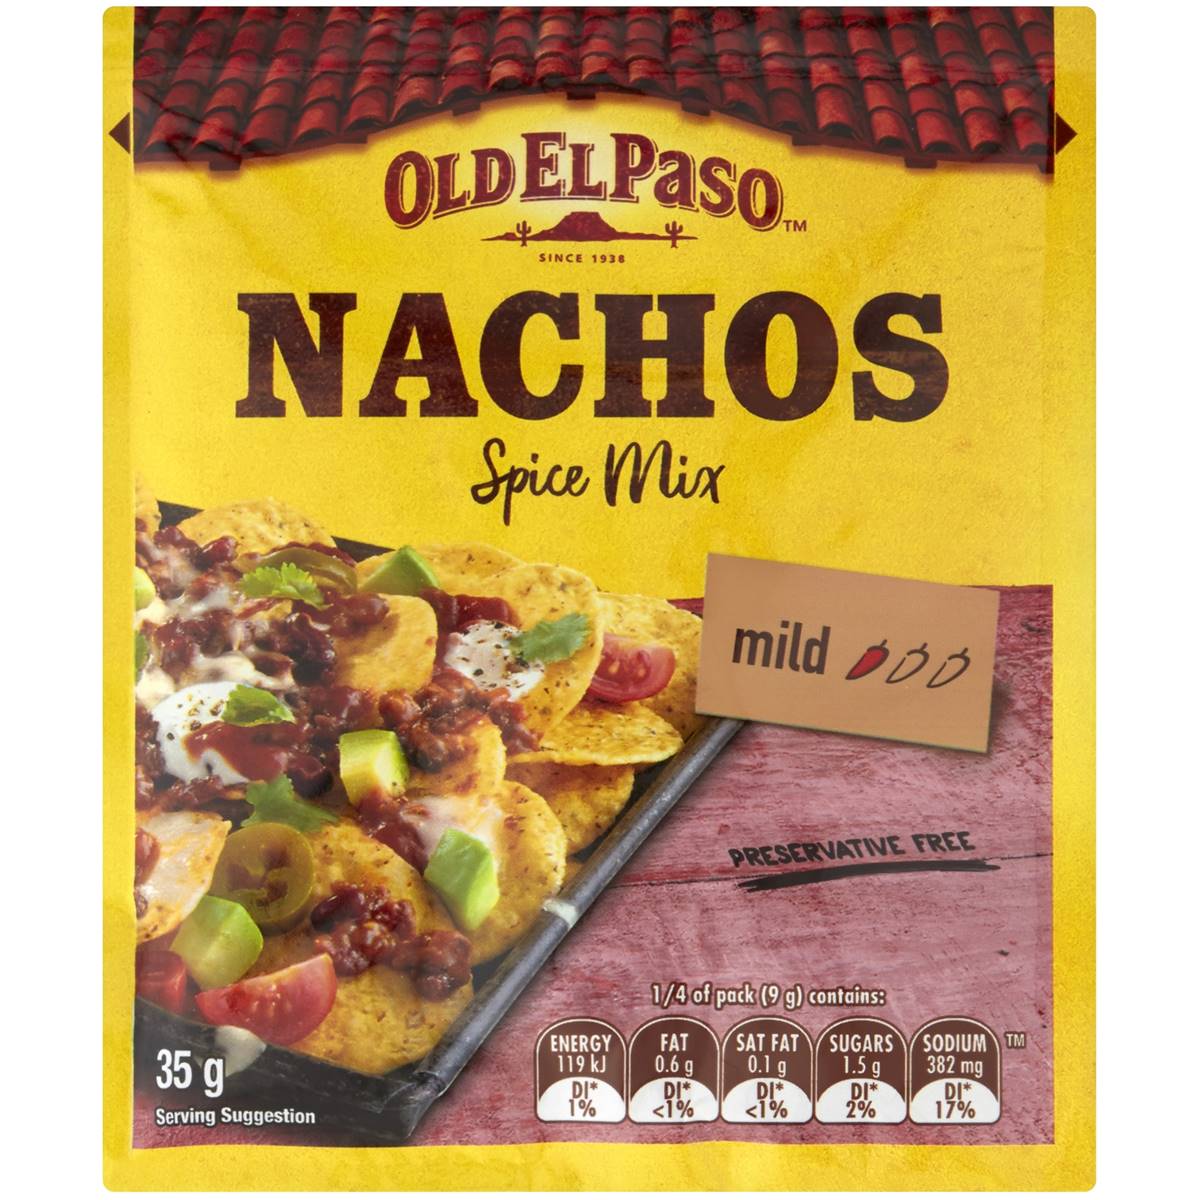 OLD EL PASO™
SINCE 1938
NACHOS
Spice Mix
mild
PRESERVATIVE FREE
1/4 of pack (9 g) contains:
ENERGY
119 kJ
DI*
1%
FAT
0.6 g
DI*
<1%
SAT FAT
0.1 g
DI*
<1%
SUGARS
1.5 g
DI*
2%
SODIUM
382 mg
DI*
17%
™
35 g
Serving Suggestion